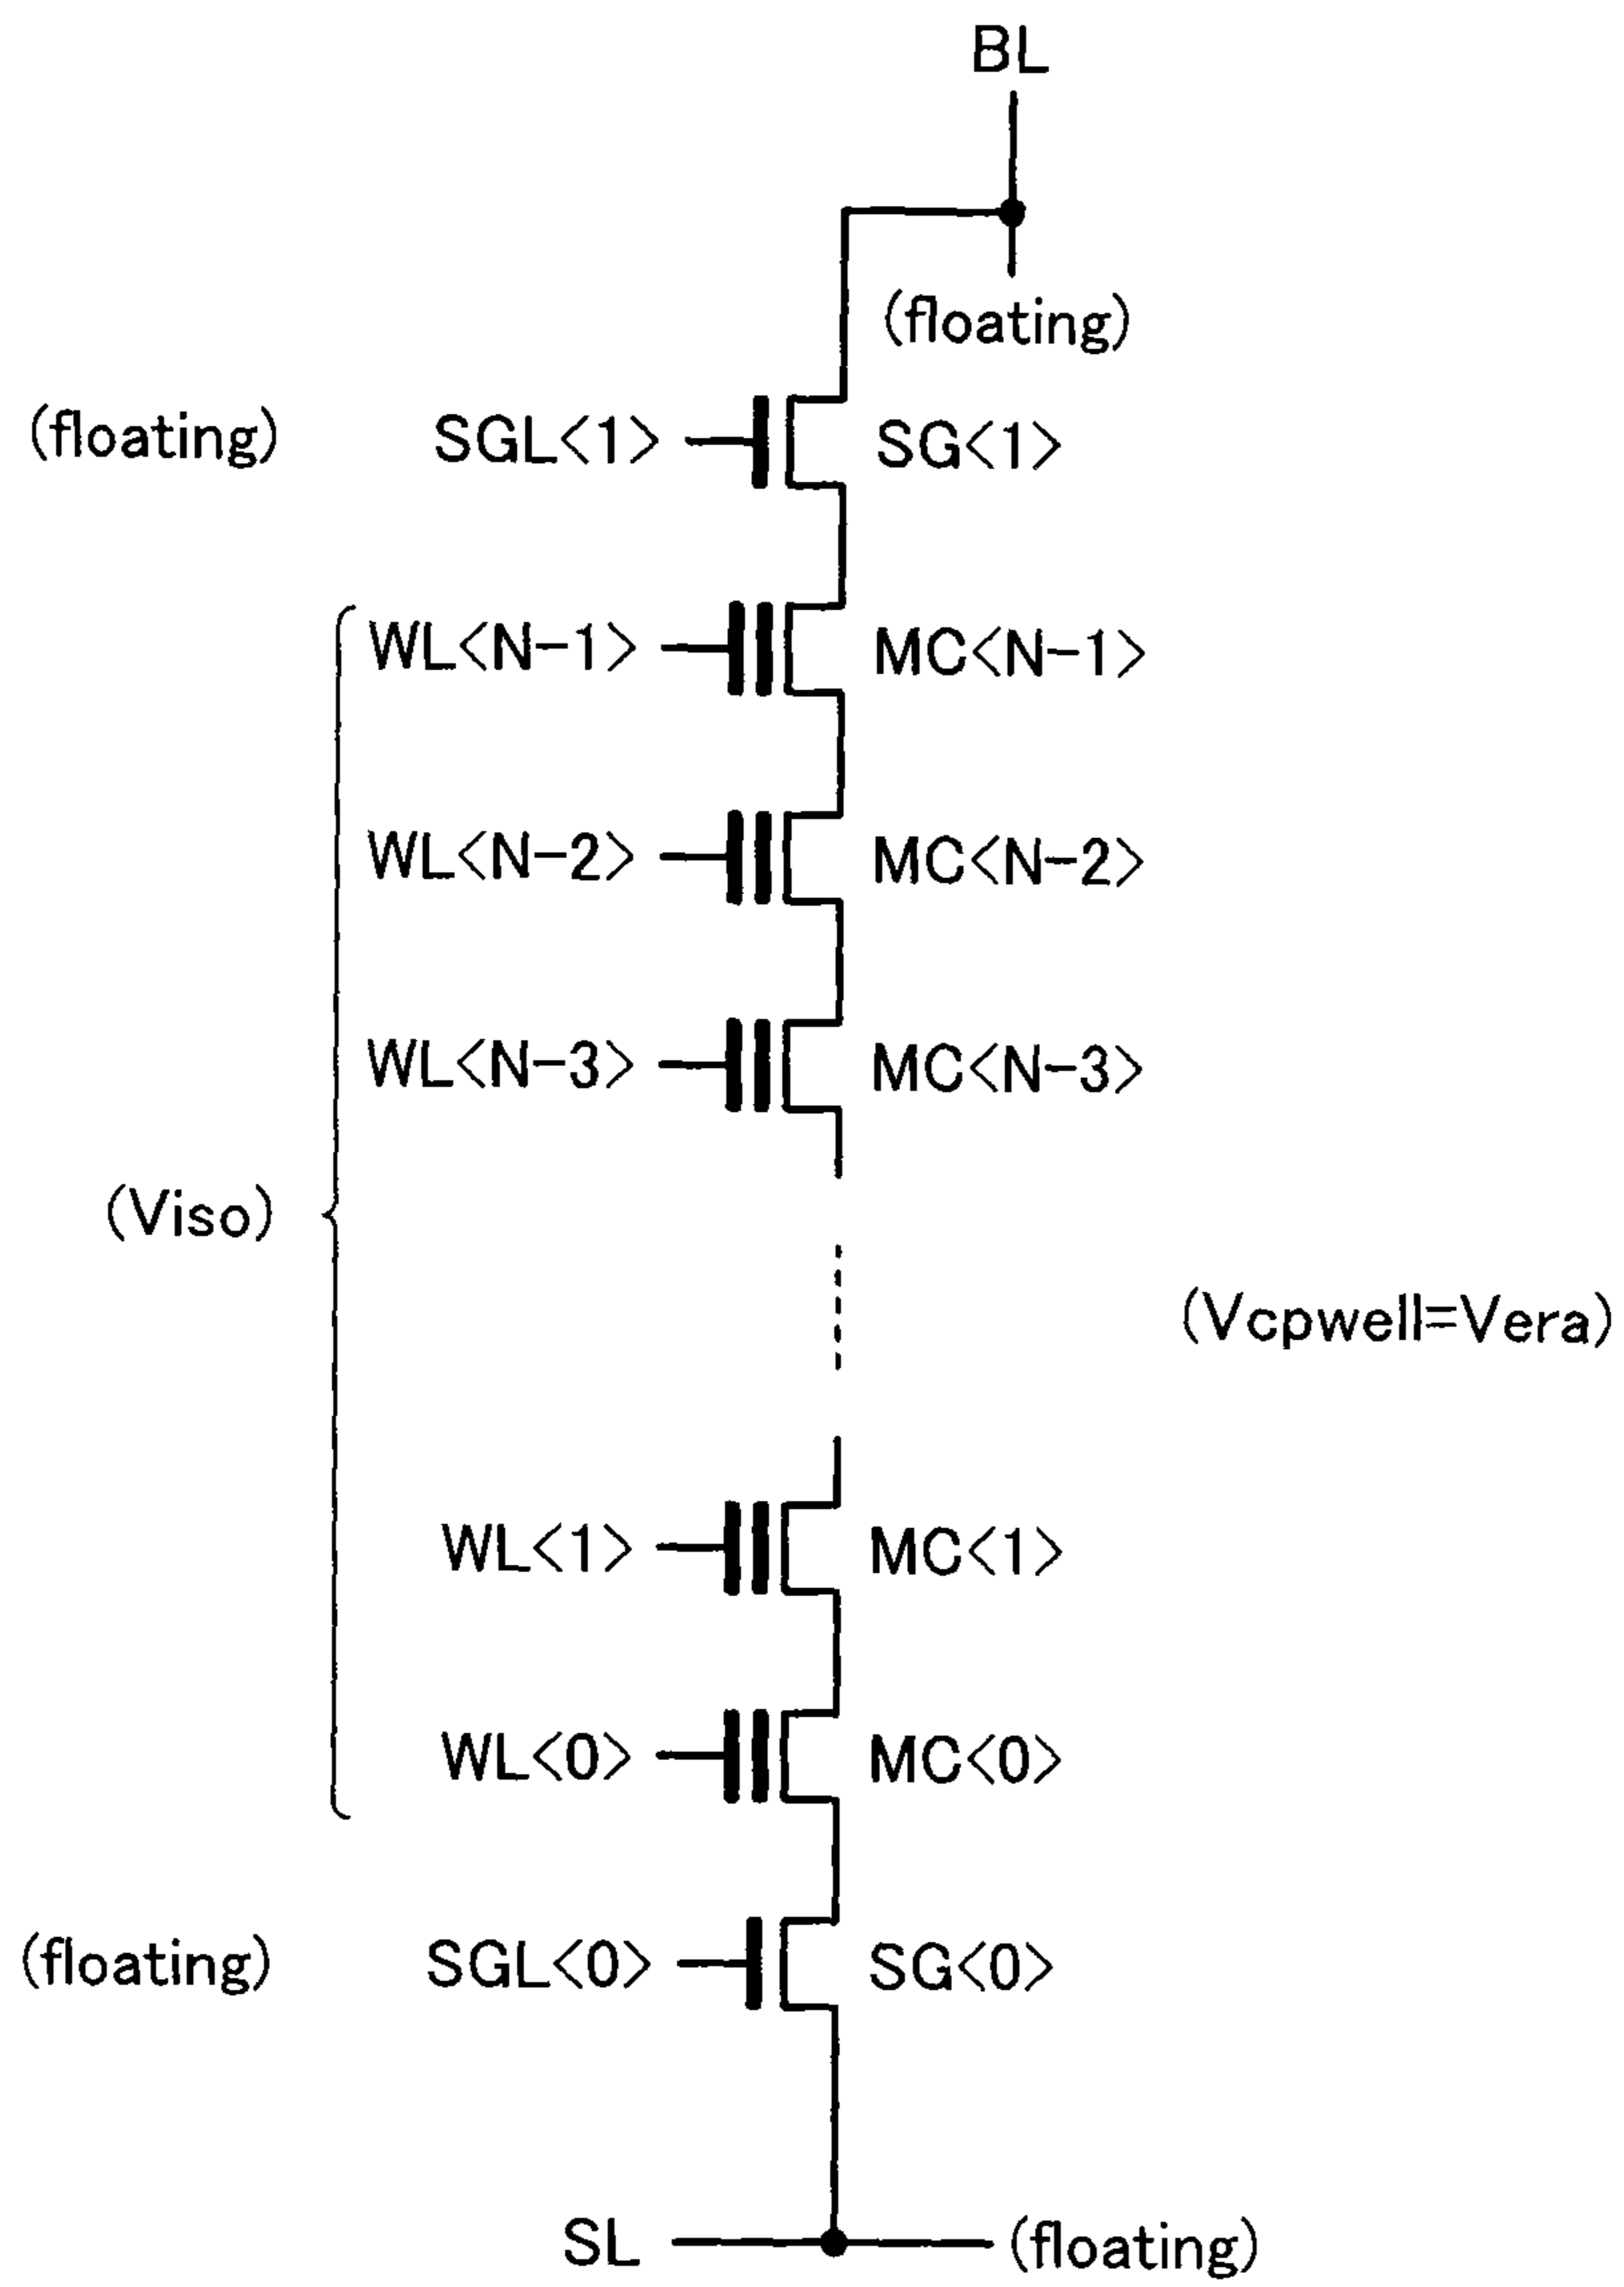 BL
(floating)
(floating) SGL<1> SG<1>
WL<N-1> MC<N-1>
WL<N-2> MC<N-2>
WL<N-3> MC<N-3>
(Viso)
(Vcpwell=Vera)
WL<1> MC<1>
WL<0> MC<0>
(floating) SGL<0> SG<0>
SL (floating)